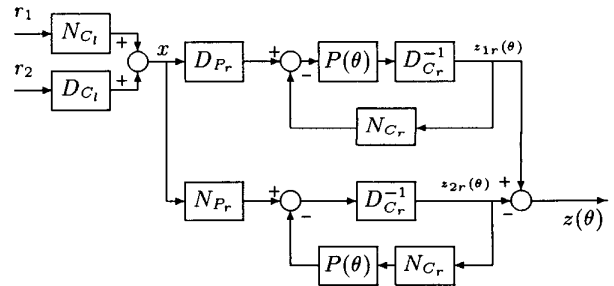 r₁ N_{C_l} +
x D_{P_r} + − P(θ) D_{C_r}^{-1} z_{1r}(θ)
r₂ D_{C_l} +
N_{C_r}
N_{P_r} + − D_{C_r}^{-1} z_{2r}(θ) + −
z(θ)
P(θ) N_{C_r}